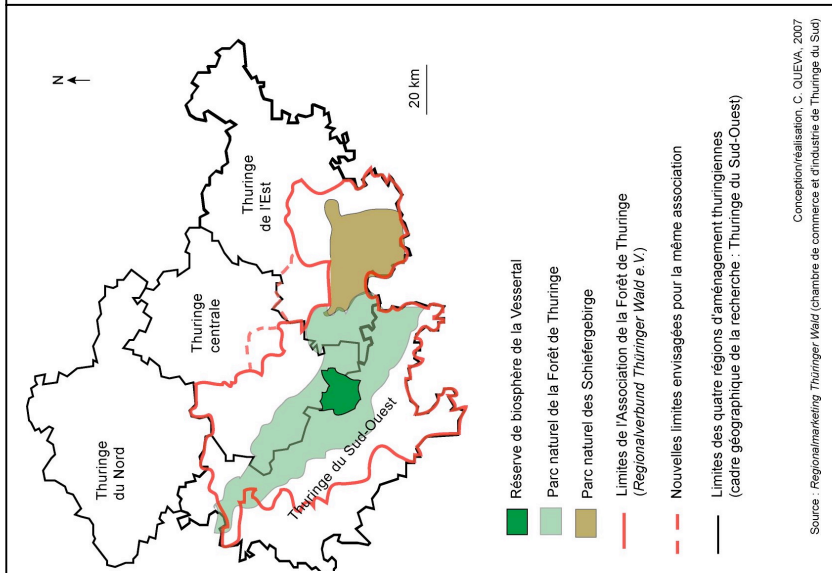 N
20 km
Thuringe
du Nord
Thuringe
centrale
Thuringe
de l'Est
Thuringe du Sud-Ouest
Réserve de biosphère de la Vessertal
Parc naturel de la Forêt de Thuringe
Parc naturel des Schiefergebirge
Limites de l'Association de la Forêt de Thuringe
(Regionalverbund Thüringer Wald e.V.)
Nouvelles limites envisagées pour la même association
Limites des quatre régions d'aménagement thuringiennes
(cadre géographique de la recherche : Thuringe du Sud-Ouest)
Conception/réalisation, C. QUEVA, 2007
Source : Regionalmarketing Thüringer Wald (chambre de commerce et d'industrie de Thuringe du Sud)